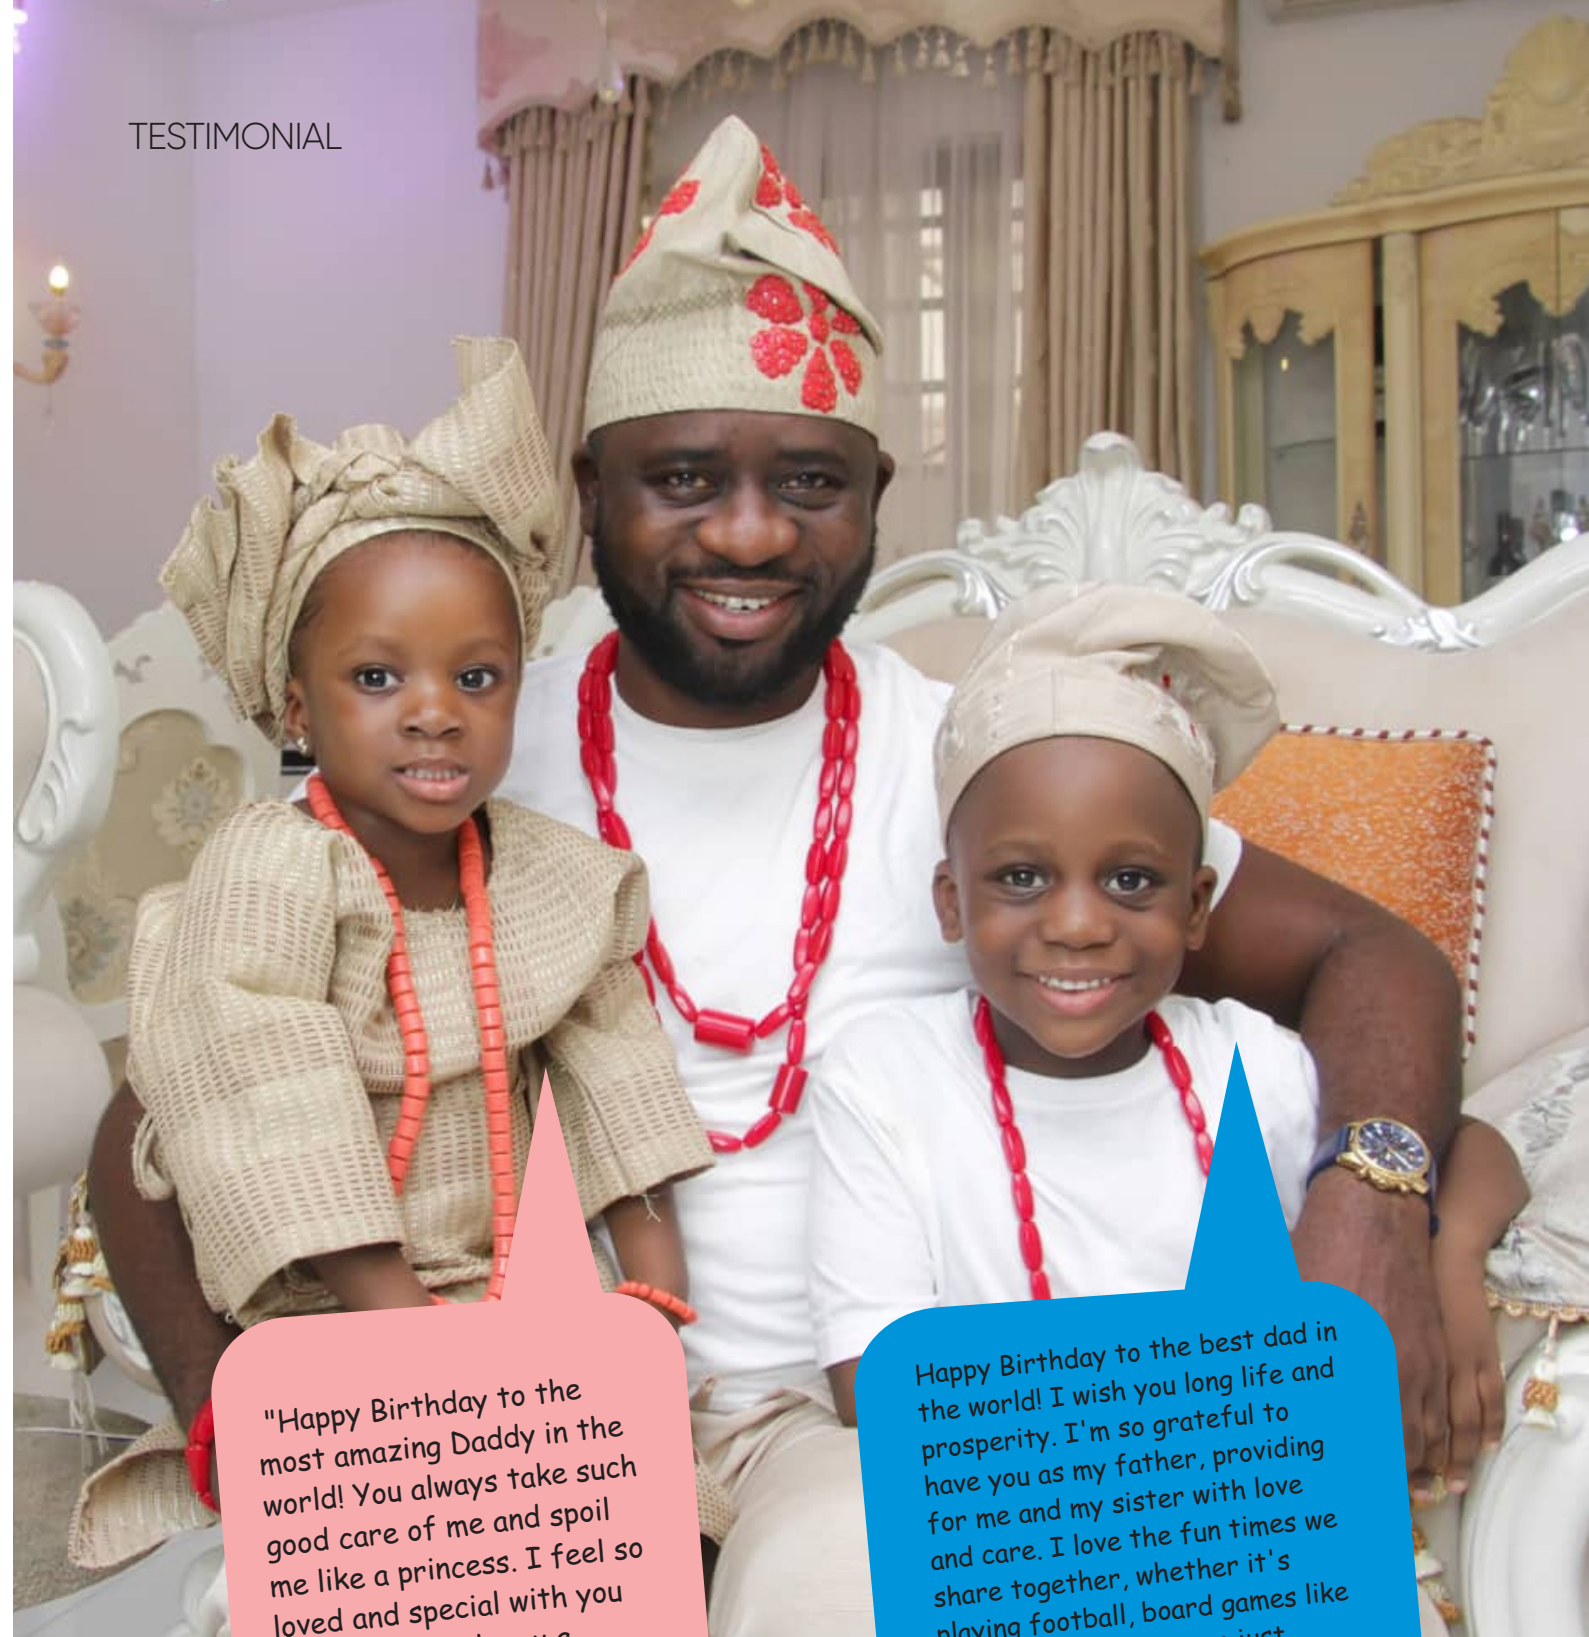 TESTIMONIAL
"Happy Birthday to the
most amazing Daddy in the
world! You always take such
good care of me and spoil
me like a princess. I feel so
loved and special with you
Happy Birthday to the best dad in
the world! I wish you long life and
prosperity. I'm so grateful to
have you as my father, providing
for me and my sister with love
and care. I love the fun times we
share together, whether it's
playing football, board games like
just